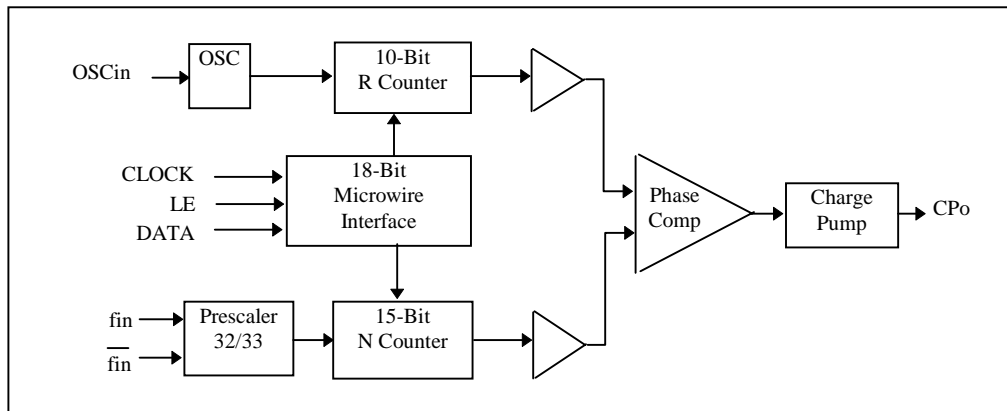 OSCin
OSC
10-Bit
R Counter
CLOCK
LE
DATA
18-Bit
Microwire
Interface
Phase
Comp
Charge
Pump
CPo
fin
fin
Prescaler
32/33
15-Bit
N Counter